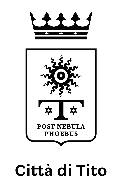 T
POST NEBULA
PHOEBUS
Città di Tito